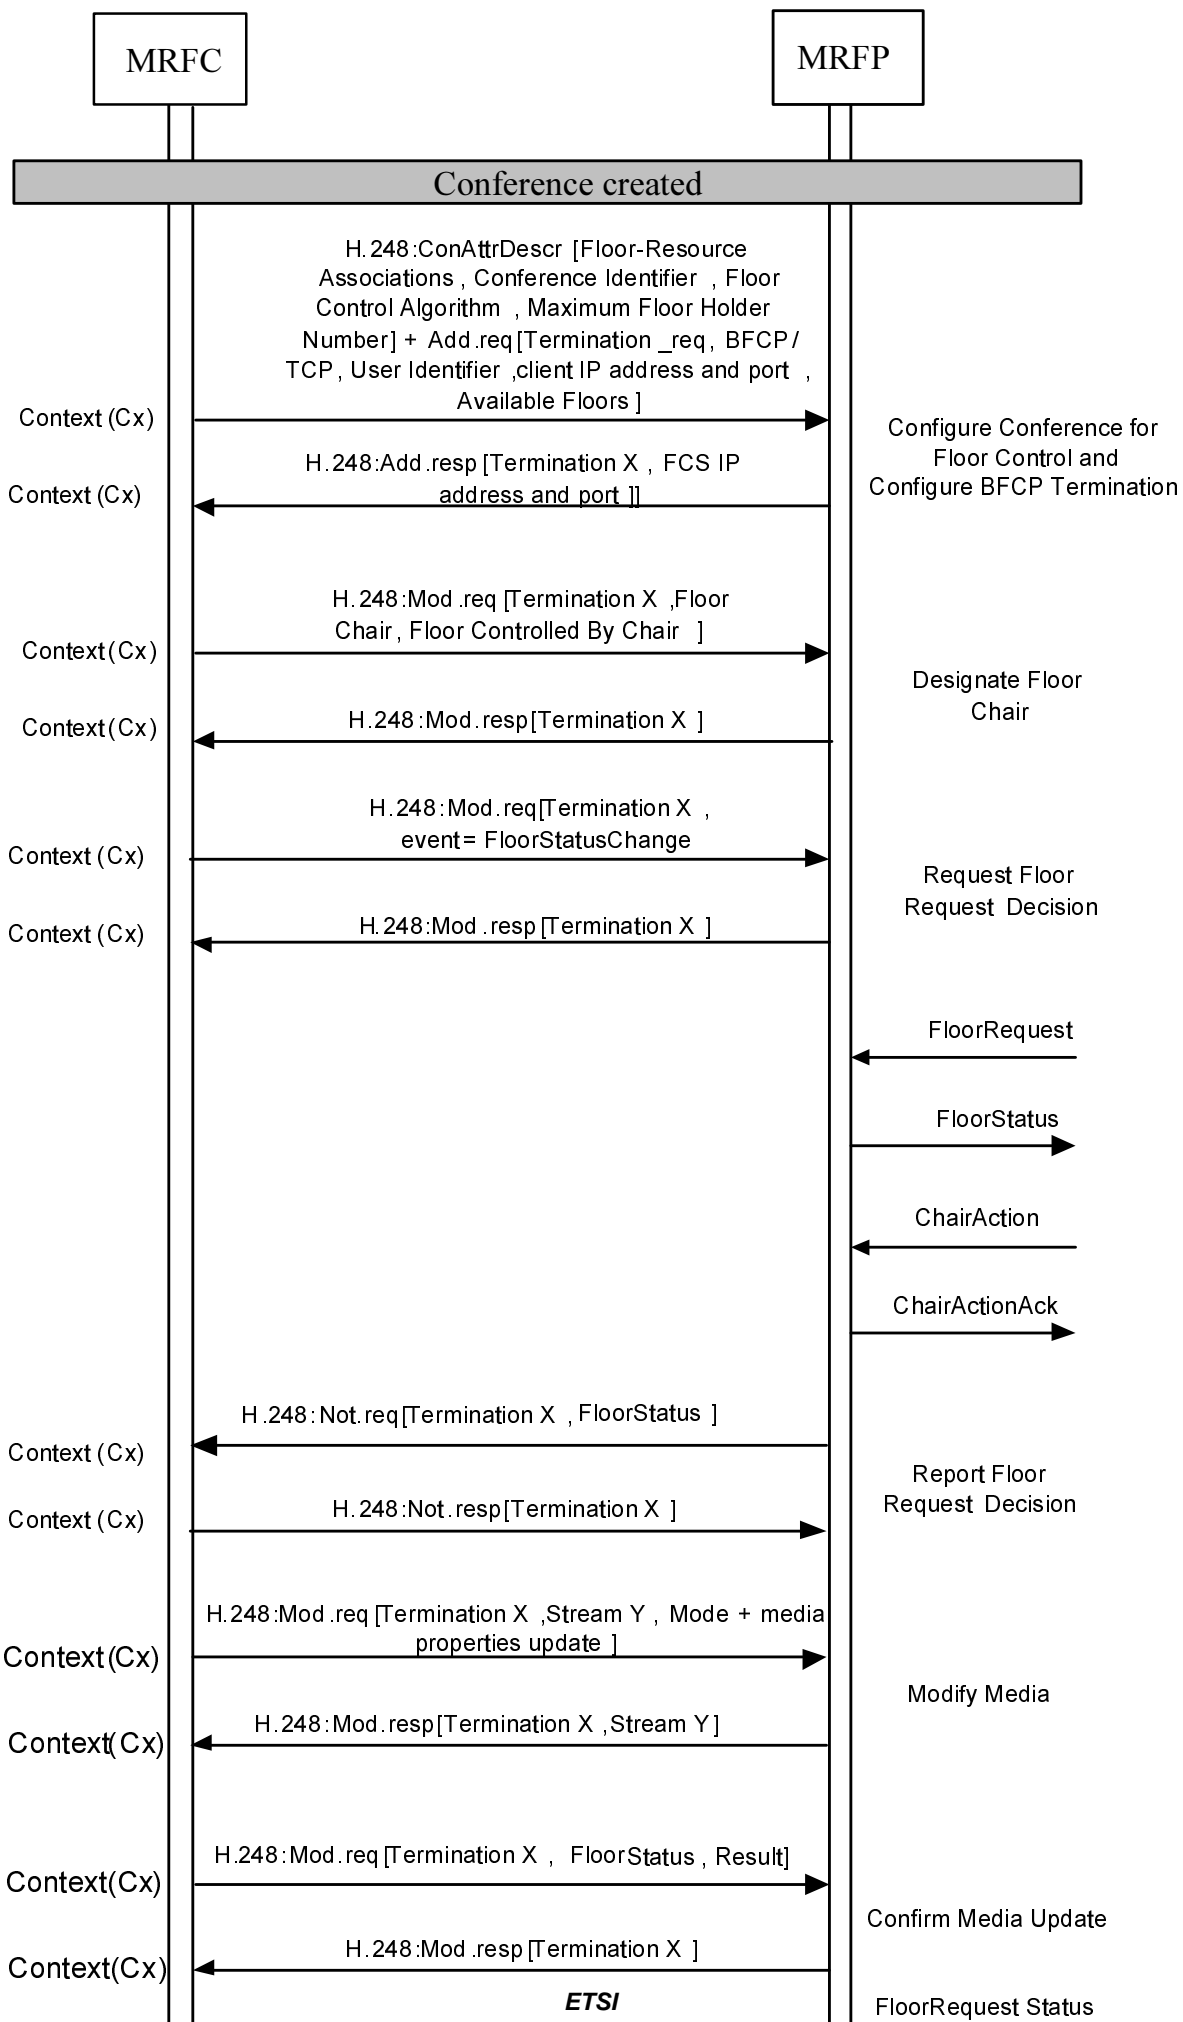 MRFC
MRFP
Conference created
H.248:ConAttrDescr [Floor-Resource
Associations, Conference Identifier , Floor
Control Algorithm , Maximum Floor Holder
Number] + Add.req[Termination _req, BFCP/
TCP, User Identifier ,client IP address and port ,
Available Floors ]
Context (Cx)
Configure Conference for
Floor Control and
Configure BFCP Termination
H.248:Add.resp [Termination X , FCS IP
address and port ]]
Context (Cx)
H.248:Mod.req [Termination X ,Floor
Chair, Floor Controlled By Chair ]
Context (Cx)
Designate Floor
Chair
H.248:Mod.resp[Termination X ]
Context (Cx)
H.248:Mod.req[Termination X ,
event= FloorStatusChange
Context (Cx)
Request Floor
Request Decision
H.248:Mod.resp [Termination X ]
Context (Cx)
FloorRequest
FloorStatus
ChairAction
ChairActionAck
H.248:Not.req[Termination X , FloorStatus ]
Context (Cx)
Report Floor
Request Decision
H.248:Not.resp[Termination X ]
Context (Cx)
H.248:Mod.req [Termination X ,Stream Y , Mode + media
properties update ]
Context (Cx)
Modify Media
H.248:Mod.resp[Termination X ,Stream Y]
Context(Cx)
H.248:Mod.req [Termination X , FloorStatus , Result]
Context(Cx)
Confirm Media Update
H.248:Mod.resp [Termination X ]
Context(Cx)
ETSI
FloorRequest Status